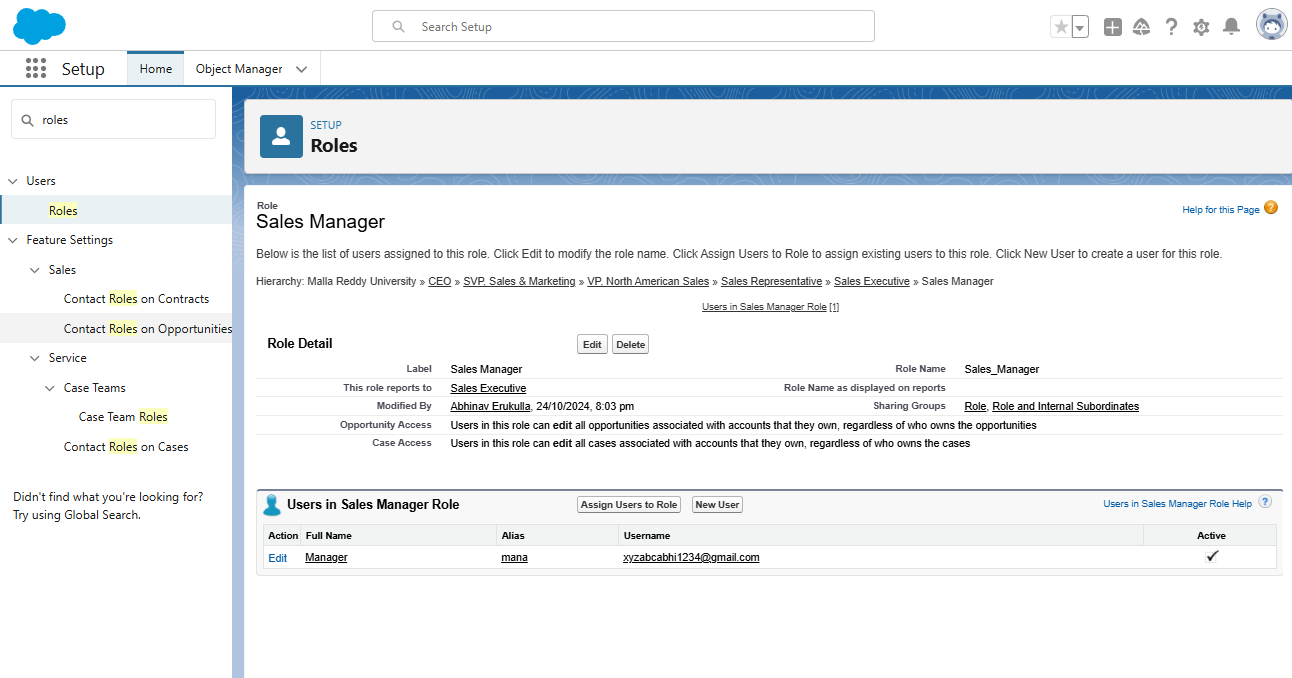 Search Setup
Setup
Home
Object Manager
roles
Users
Roles
Feature Settings
Sales
Contact Roles on Contracts
Contact Roles on Opportunities
Service
Case Teams
Case Team Roles
Contact Roles on Cases
Didn't find what you're looking for?
Try using Global Search.
SETUP
Roles
Role
Sales Manager
Help for this Page ?
Below is the list of users assigned to this role. Click Edit to modify the role name. Click Assign Users to Role to assign existing users to this role. Click New User to create a user for this role.
Hierarchy: Malla Reddy University » CEO » SVP, Sales & Marketing » VP, North American Sales » Sales Representative » Sales Executive » Sales Manager
Users in Sales Manager Role [1]
Role Detail Edit Delete
Label Sales Manager Role Name Sales_Manager
This role reports to Sales Executive Role Name as displayed on reports
Modified By Abhinav Erukulla, 24/10/2024, 8:03 pm Sharing Groups Role, Role and Internal Subordinates
Opportunity Access Users in this role can edit all opportunities associated with accounts that they own, regardless of who owns the opportunities
Case Access Users in this role can edit all cases associated with accounts that they own, regardless of who owns the cases
Users in Sales Manager Role Assign Users to Role New User Users in Sales Manager Role Help ?
Action Full Name Alias Username Active
Edit Manager mana xyzabcabhi1234@gmail.com